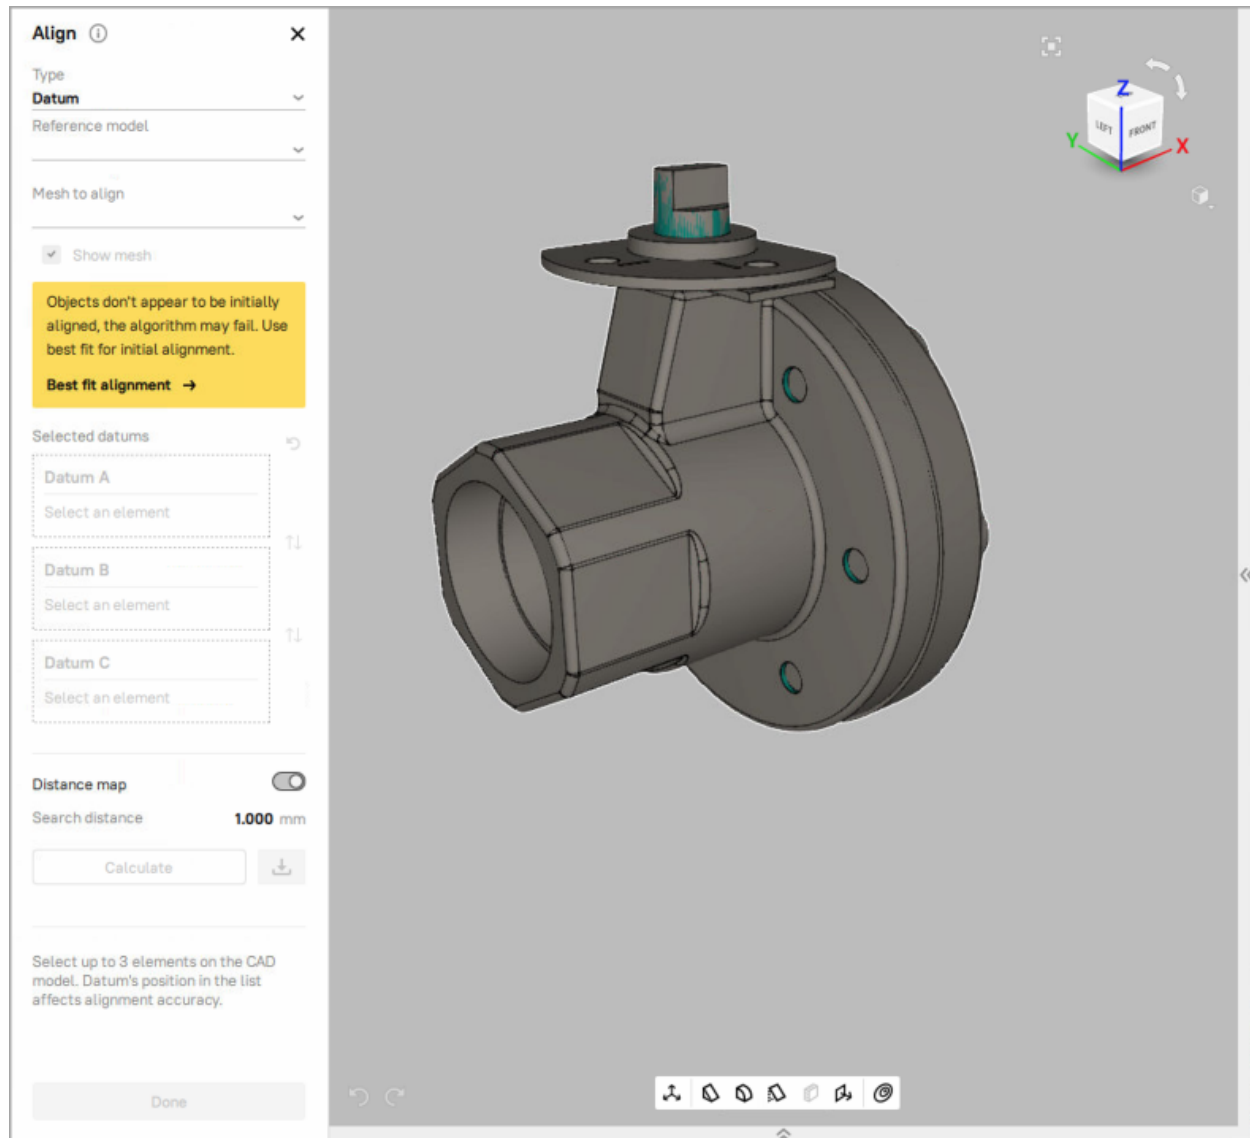 Align
Type
Datum
Reference model
Mesh to align
Show mesh
Objects don't appear to be initially
aligned, the algorithm may fail. Use
best fit for initial alignment.
Best fit alignment →
Selected datums
Datum A
Select an element
Datum B
Select an element
Datum C
Select an element
Distance map
Search distance 1.000 mm
Calculate
Select up to 3 elements on the CAD
model. Datum's position in the list
affects alignment accuracy.
Done
Z
LEFT FRONT
Y X